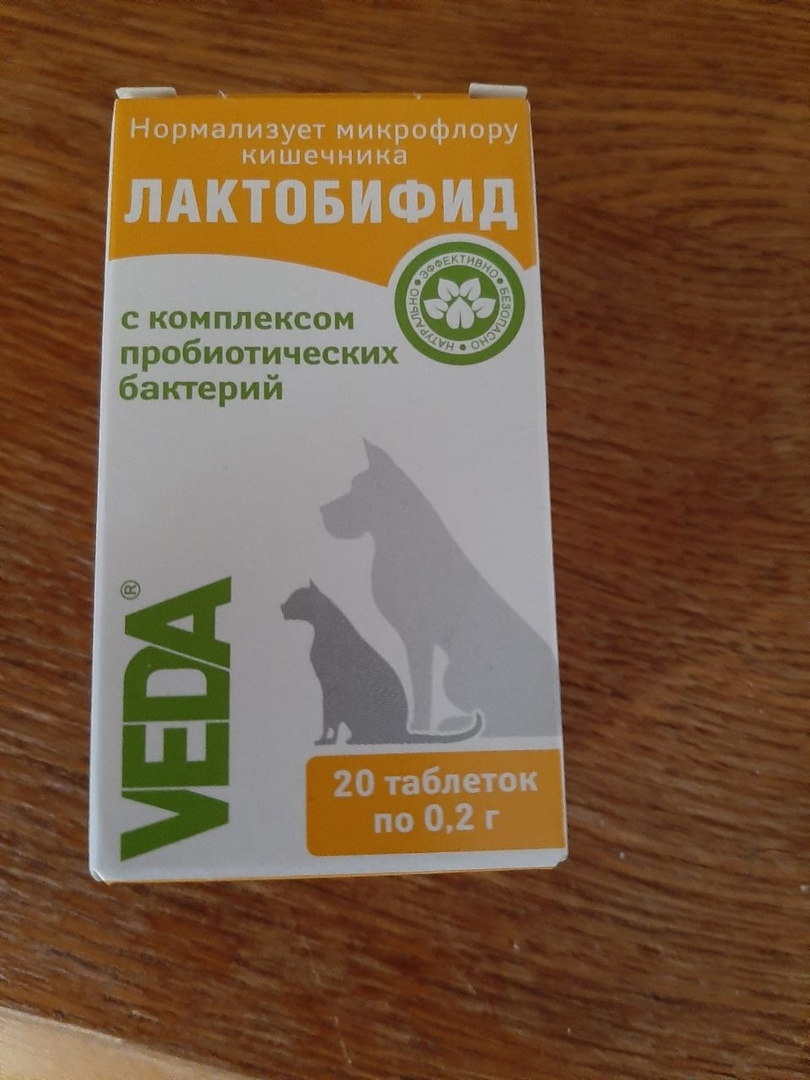 Нормализует микрофлору
кишечника
ЛАКТОБИФИД
• ЭФФЕКТИВНО • БЕЗОПАСНО • НАТУРАЛЬНО
с комплексом
пробиотических
бактерий
VEDA®
20 таблеток
по 0,2 г